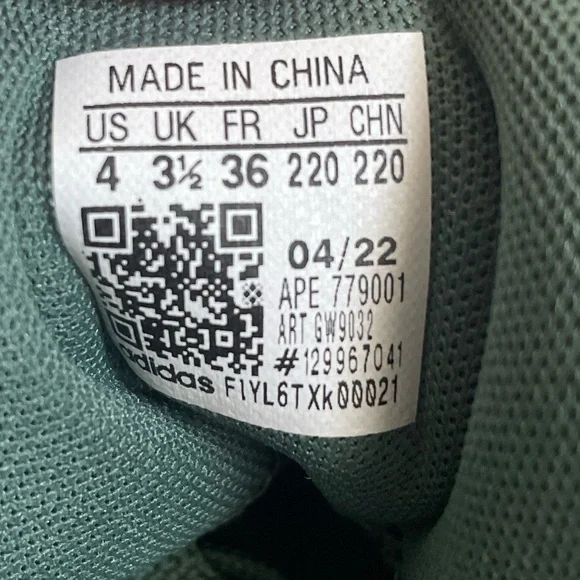 MADE IN CHINA
US UK FR JP CHN
4 3½ 36 220 220
04/22
APE 779001
ART GW9032
#129967041
adidas F1YL6TXk00021